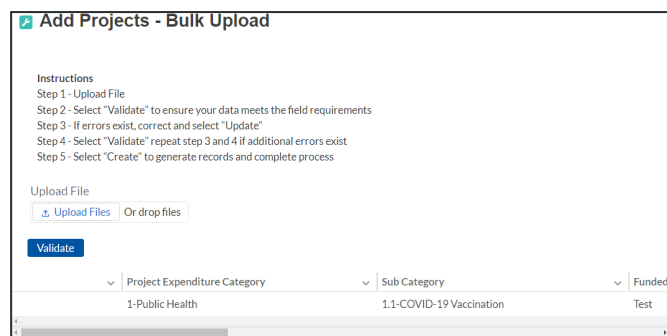 Add Projects - Bulk Upload
Instructions
Step 1 - Upload File
Step 2 - Select "Validate" to ensure your data meets the field requirements
Step 3 - If errors exist, correct and select "Update"
Step 4 - Select "Validate" repeat step 3 and 4 if additional errors exist
Step 5 - Select "Create" to generate records and complete process
Upload File
Upload Files Or drop files
Validate
Project Expenditure Category Sub Category Funded
1-Public Health 1.1-COVID-19 Vaccination Test